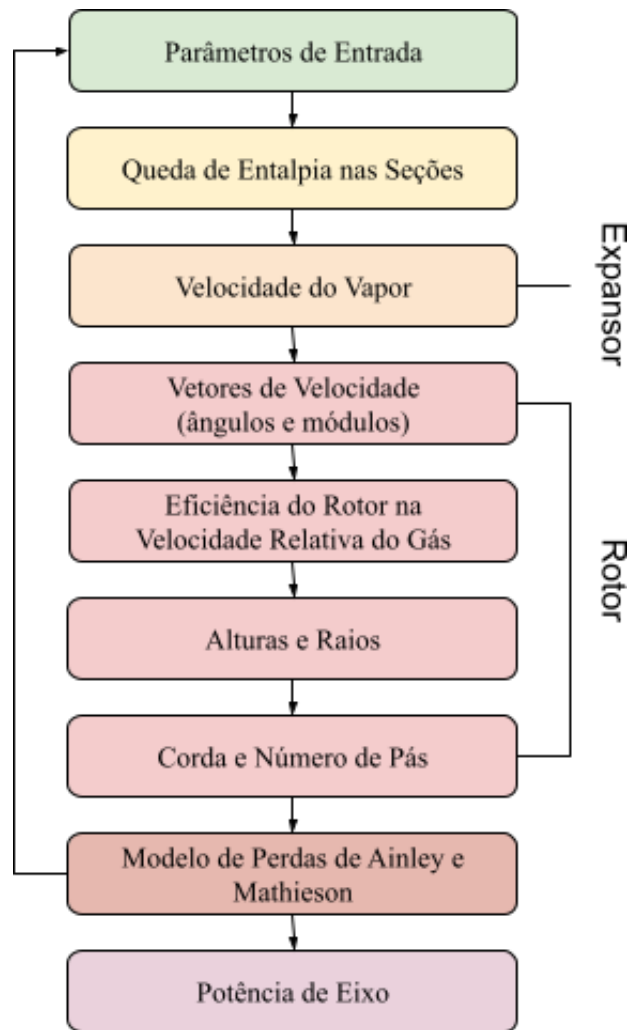 Parâmetros de Entrada
Queda de Entalpia nas Seções
Velocidade do Vapor
Expansor
Vetores de Velocidade
(ângulos e módulos)
Eficiência do Rotor na
Velocidade Relativa do Gás
Rotor
Alturas e Raios
Corda e Número de Pás
Modelo de Perdas de Ainley e
Mathieson
Potência de Eixo